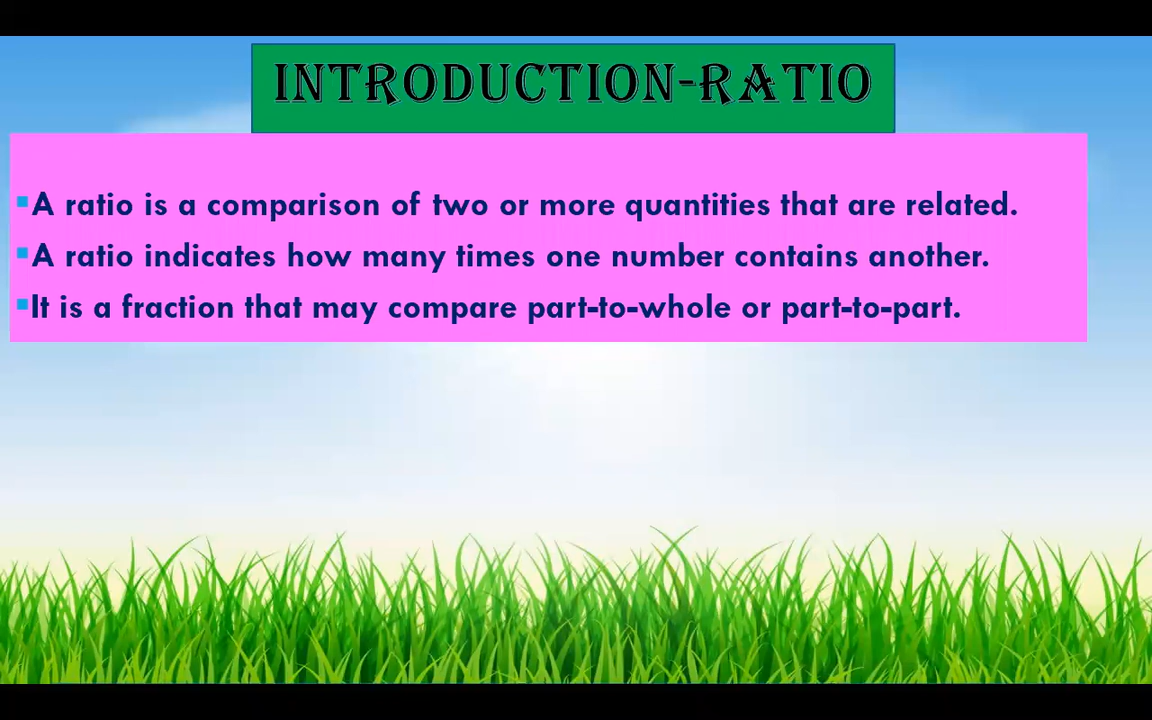 INTRODUCTION-RATIO
▪A ratio is a comparison of two or more quantities that are related.
▪A ratio indicates how many times one number contains another.
▪It is a fraction that may compare part-to-whole or part-to-part.